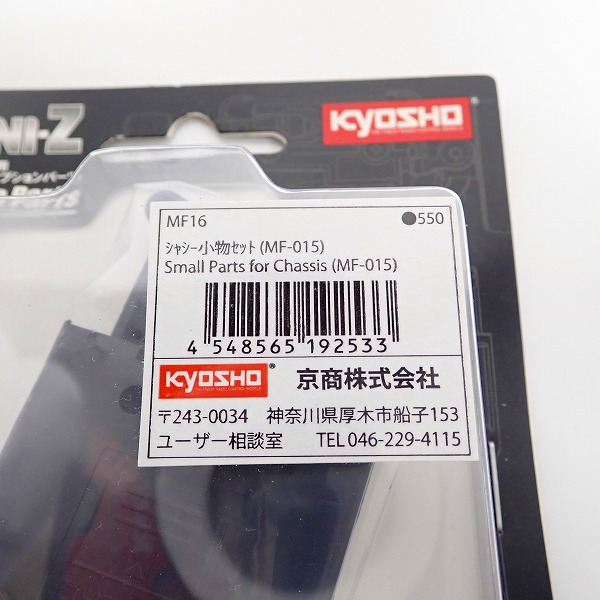 NI-Z
KYOSHO
MF16 ●550
ｼｬｼｰ小物ｾｯﾄ (MF-015)
Small Parts for Chassis (MF-015)
4 548565 192533
KYOSHO 京商株式会社
〒243-0034 神奈川県厚木市船子153
ユーザー相談室 TEL 046-229-4115